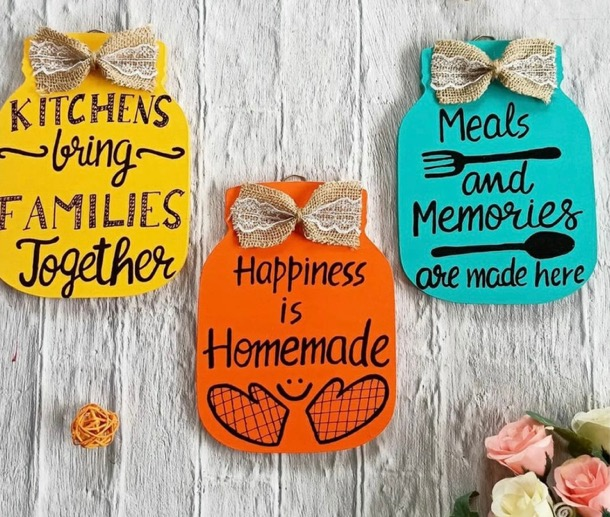 KITCHENS
bring
FAMILIES
Together
Happiness
is
Homemade
Meals
and
Memories
are made here